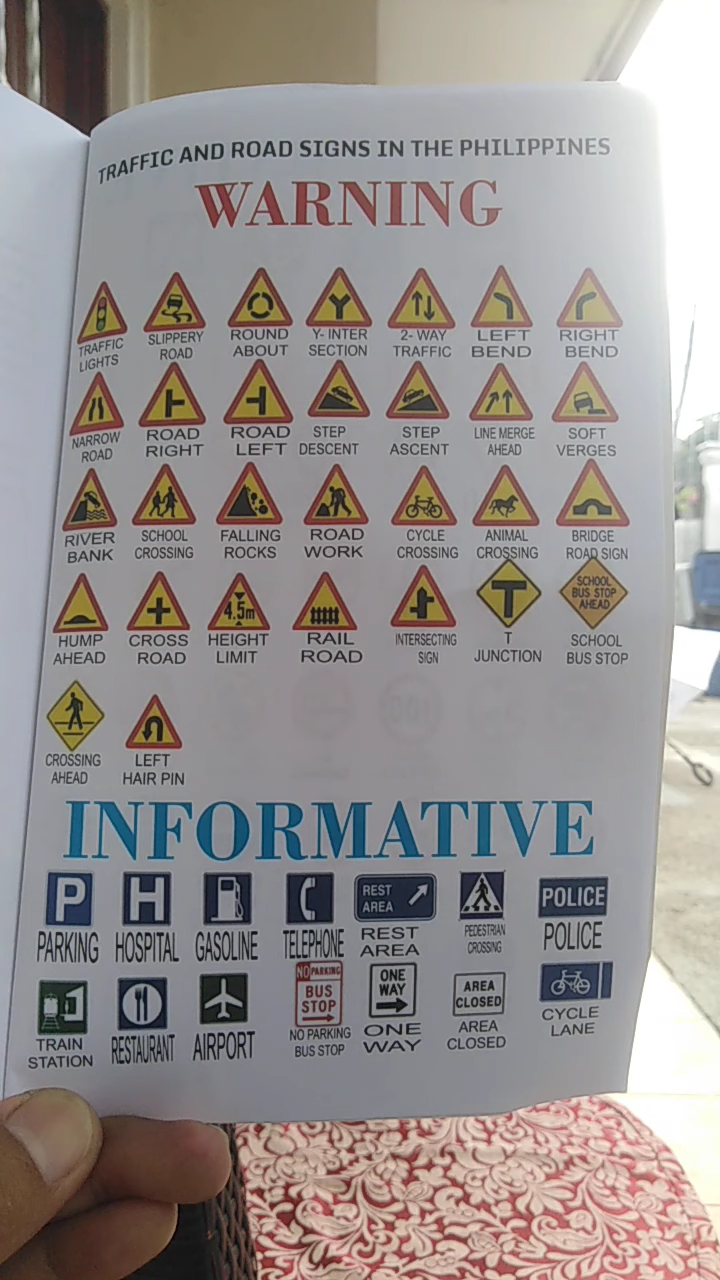 TRAFFIC AND ROAD SIGNS IN THE PHILIPPINES
WARNING
TRAFFIC LIGHTS
SLIPPERY ROAD
ROUND ABOUT
Y- INTER SECTION
2- WAY TRAFFIC
LEFT BEND
RIGHT BEND
NARROW ROAD
ROAD RIGHT
ROAD LEFT
STEP DESCENT
STEP ASCENT
LINE MERGE AHEAD
SOFT VERGES
RIVER BANK
SCHOOL CROSSING
FALLING ROCKS
ROAD WORK
CYCLE CROSSING
ANIMAL CROSSING
BRIDGE ROAD SIGN
HUMP AHEAD
CROSS ROAD
4.5m
HEIGHT LIMIT
RAIL ROAD
INTERSECTING SIGN
T JUNCTION
SCHOOL BUS STOP AHEAD
SCHOOL BUS STOP
CROSSING AHEAD
LEFT HAIR PIN
INFORMATIVE
P
PARKING
H
HOSPITAL
GASOLINE
TELEPHONE
REST AREA
REST AREA
PEDESTRIAN CROSSING
POLICE
POLICE
TRAIN STATION
RESTAURANT
AIRPORT
NO PARKING
BUS STOP
NO PARKING BUS STOP
ONE WAY
ONE WAY
AREA CLOSED
AREA CLOSED
CYCLE LANE